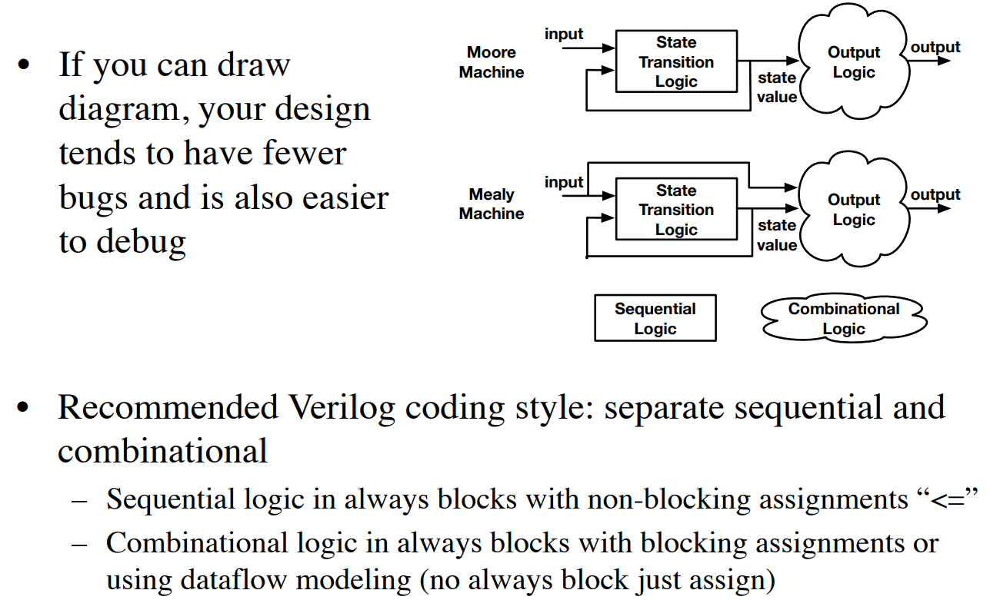 • If you can draw
diagram, your design
tends to have fewer
bugs and is also easier
to debug
Moore
Machine
input
State
Transition
Logic
state
value
Output
Logic
output
Mealy
Machine
input
State
Transition
Logic
state
value
Output
Logic
output
Sequential
Logic
Combinational
Logic
• Recommended Verilog coding style: separate sequential and
combinational
– Sequential logic in always blocks with non-blocking assignments “<=”
– Combinational logic in always blocks with blocking assignments or
using dataflow modeling (no always block just assign)